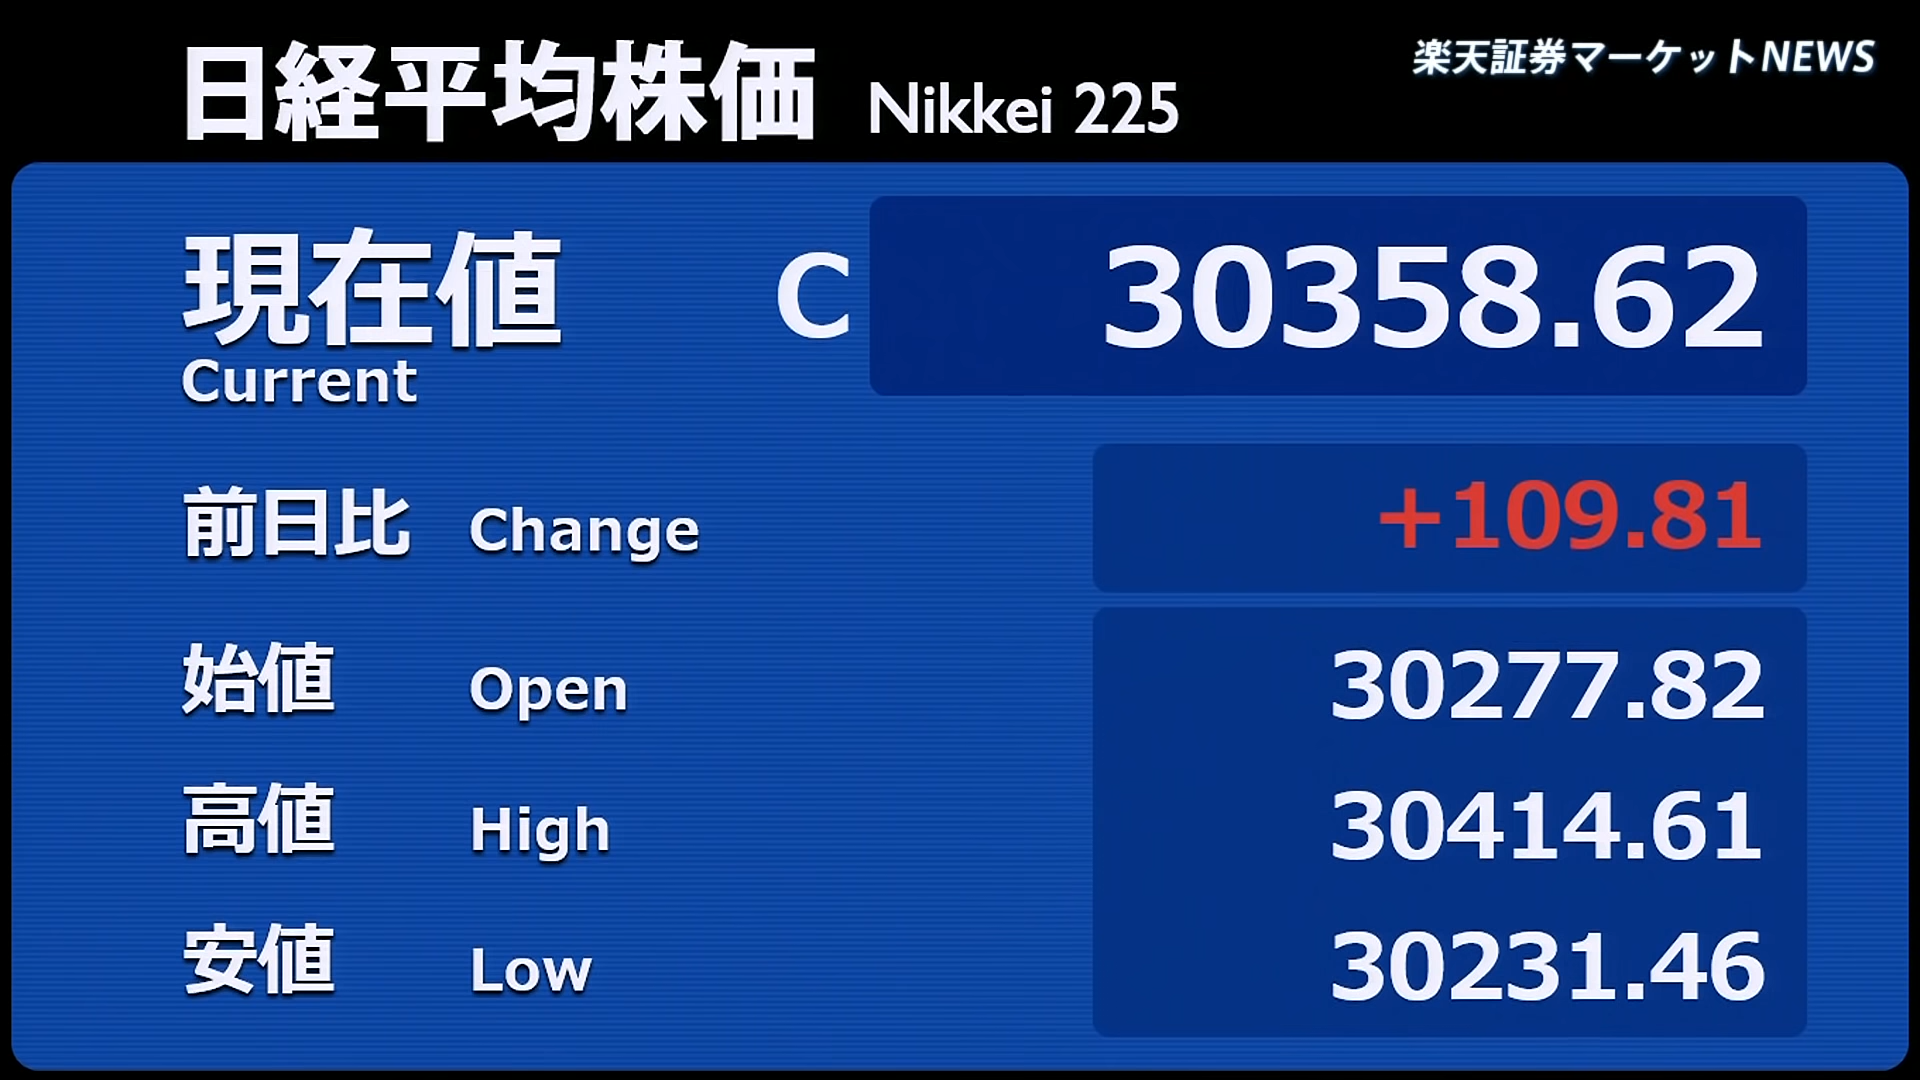 日経平均株価 Nikkei 225
楽天証券マーケットNEWS
現在値 C 30358.62
Current
前日比 Change +109.81
始値 Open 30277.82
高値 High 30414.61
安値 Low 30231.46